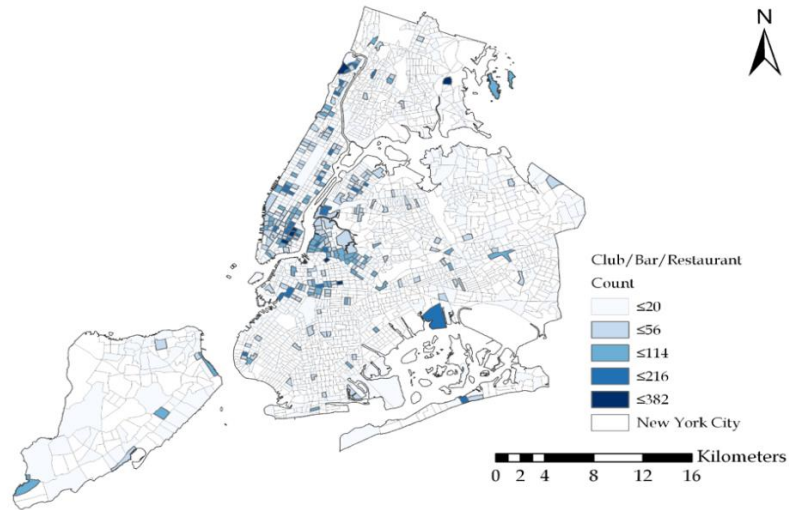 N
Club/Bar/Restaurant
Count
≤20
≤56
≤114
≤216
≤382
New York City
Kilometers
0 2 4 8 12 16